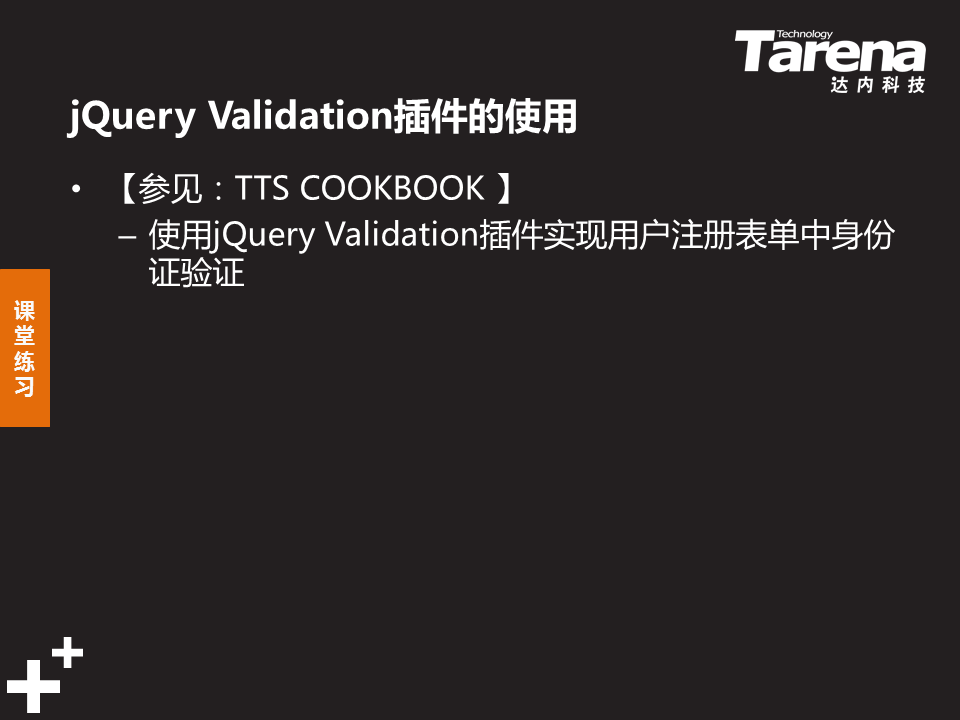 Technology
Tarena
达内科技
jQuery Validation插件的使用
• 【参见：TTS COOKBOOK 】
– 使用jQuery Validation插件实现用户注册表单中身份
证验证
课
堂
练
习